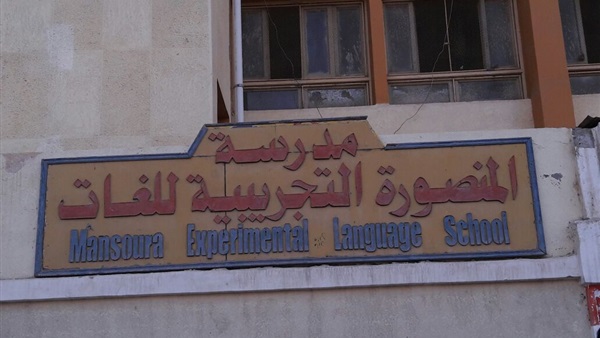 مدرسة
المنصورة التجريبية للغات
Mansoura Experimental Language School